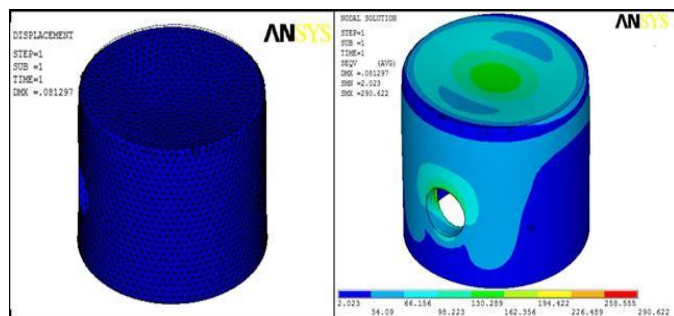 DISPLACEMENT
STEP=1
SUB =1
TIME=1
DMX =.081297
ANSYS
NODAL SOLUTION
STEP=1
SUB =1
TIME=1
SEQV (AVG)
DMX =.081297
SMN =2.023
SMX =290.622
ANSYS
2.023 66.156 130.289 194.422 258.555
34.09 98.223 162.356 226.489 290.622